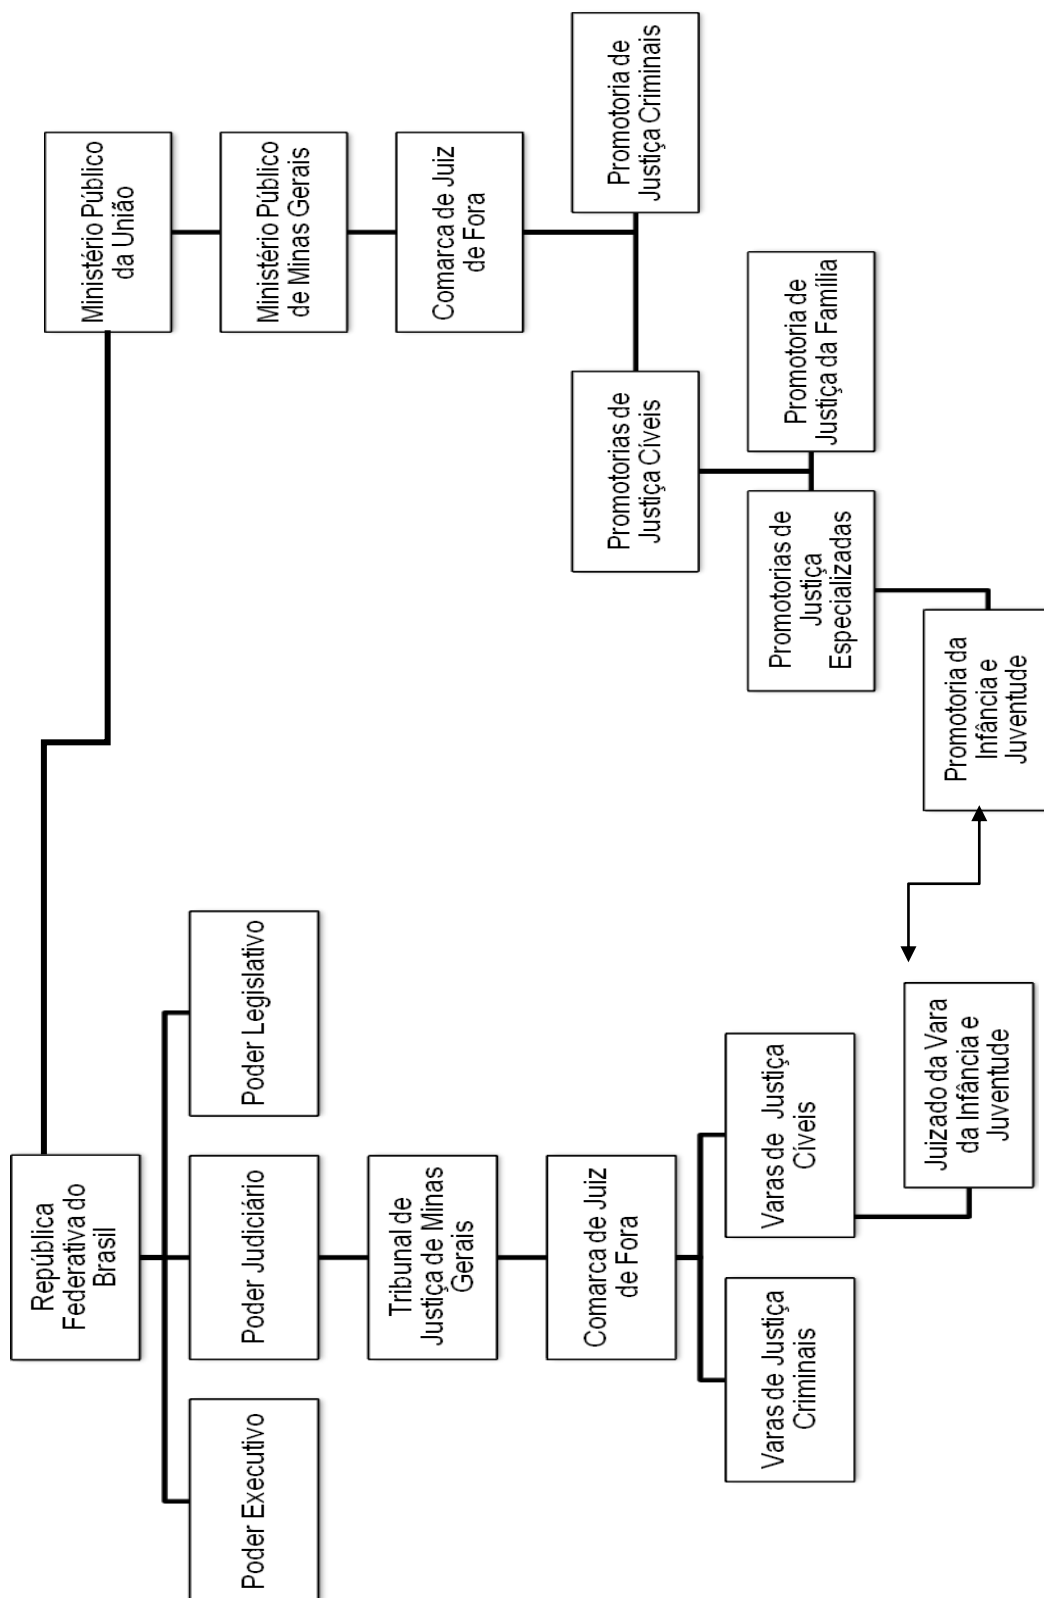 República
Federativa do
Brasil
Poder Executivo
Poder Judiciário
Poder Legislativo
Tribunal de
Justiça de Minas
Gerais
Comarca de Juiz
de Fora
Varas de Justiça
Criminais
Varas de Justiça
Cíveis
Juizado da Vara
da Infância e
Juventude
Ministério Público
da União
Ministério Público
de Minas Gerais
Comarca de Juiz
de Fora
Promotorias de
Justiça Cíveis
Promotoria de
Justiça Criminais
Promotorias de
Justiça
Especializadas
Promotoria de
Justiça da Família
Promotoria da
Infância e
Juventude